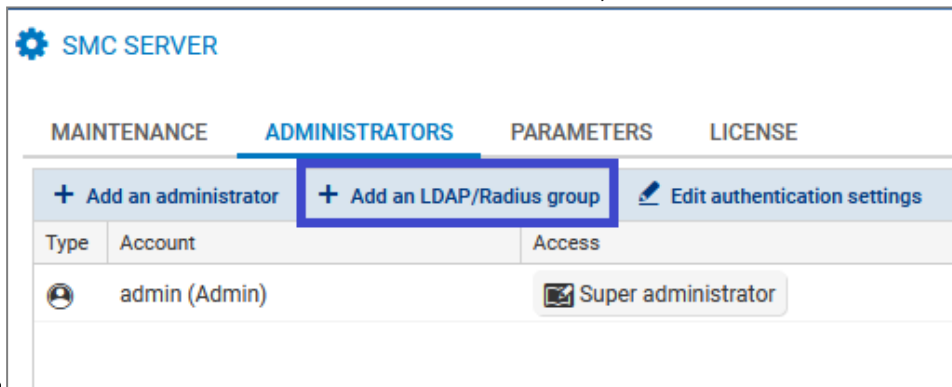 SMC SERVER
MAINTENANCE ADMINISTRATORS PARAMETERS LICENSE
+ Add an administrator + Add an LDAP/Radius group Edit authentication settings
Type Account Access
admin (Admin) Super administrator